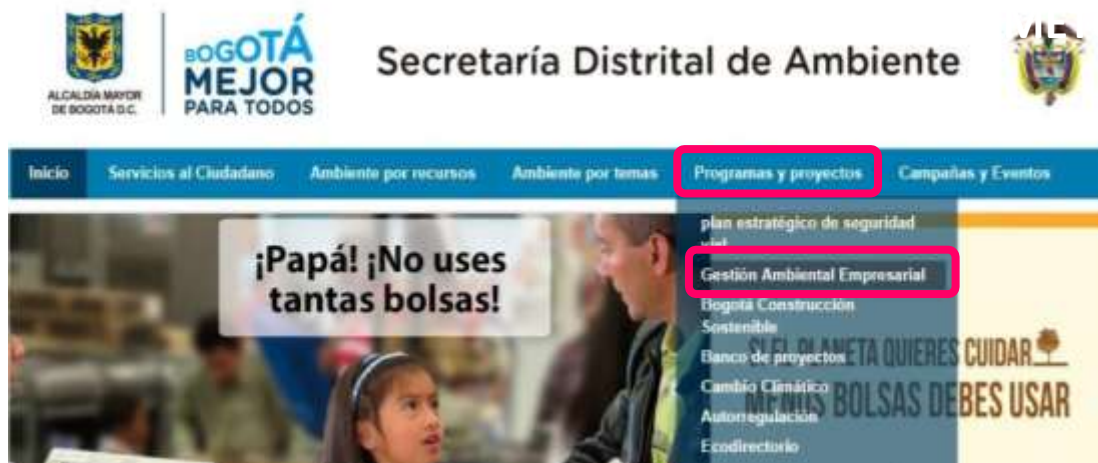 ALCALDÍA MAYOR
DE BOGOTÁ D.C.
BOGOTÁ
MEJOR
PARA TODOS
Secretaría Distrital de Ambiente
Inicio
Servicios al Ciudadano
Ambiente por recursos
Ambiente por temas
Programas y proyectos
Campañas y Eventos
plan estratégico de seguridad
vial
Gestión Ambiental Empresarial
Bogotá Construcción
Sostenible
Banco de proyectos
Cambio Climático
Autorregulación
Ecodirectorio
¡Papá! ¡No uses
tantas bolsas!
SI EL PLANETA QUIERES CUIDAR
MENOS BOLSAS DEBES USAR